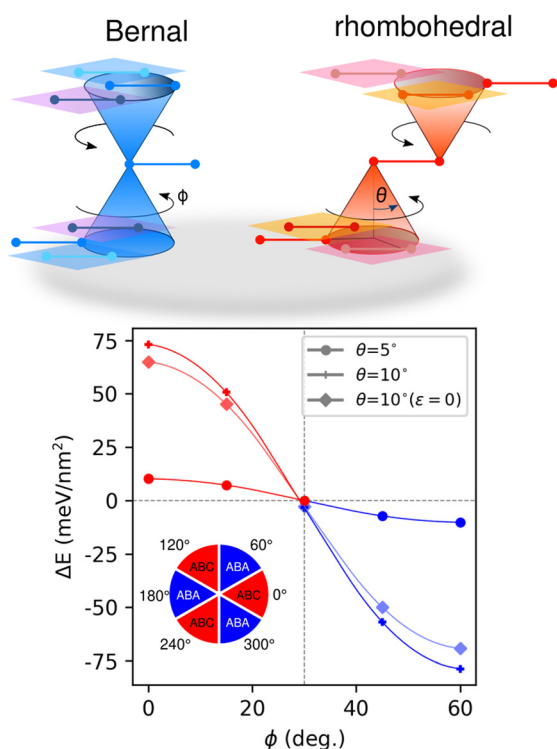 Bernal
rhombohedral
ϕ
θ
75
50
25
0
-25
-50
-75
ΔE (meV/nm²)
θ=5°
θ=10°
θ=10°(ε = 0)
120°
60°
ABC
ABA
180°
ABA
ABC
0°
ABC
ABA
240°
300°
0
20
40
60
ϕ (deg.)